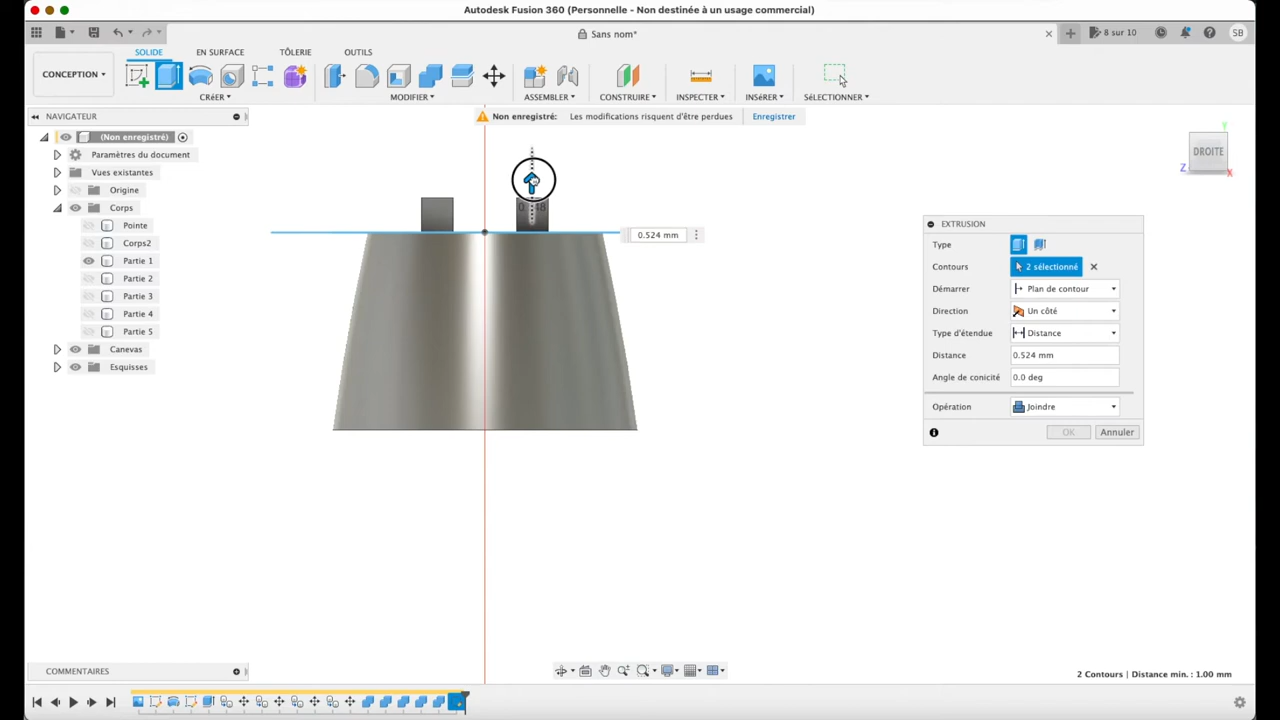 Autodesk Fusion 360 (Personnelle - Non destinée à un usage commercial)
Sans nom*
8 sur 10
SB
CONCEPTION
SOLIDE
EN SURFACE
TÔLERIE
OUTILS
CRÉER
MODIFIER
ASSEMBLER
CONSTRUIRE
INSPECTER
INSÉRER
SÉLECTIONNER
NAVIGATEUR
Non enregistré:
Les modifications risquent d'être perdues
Enregistrer
(Non enregistré)
Paramètres du document
Vues existantes
Origine
Corps
Pointe
Corps2
Partie 1
Partie 2
Partie 3
Partie 4
Partie 5
Canevas
Esquisses
0.524 mm
Y
DROITE
Z
X
EXTRUSION
Type
Contours
2 sélectionné
Démarrer
Plan de contour
Direction
Un côté
Type d'étendue
Distance
Distance
0.524 mm
Angle de conicité
0.0 deg
Opération
Joindre
OK
Annuler
COMMENTAIRES
2 Contours | Distance min. : 1.00 mm